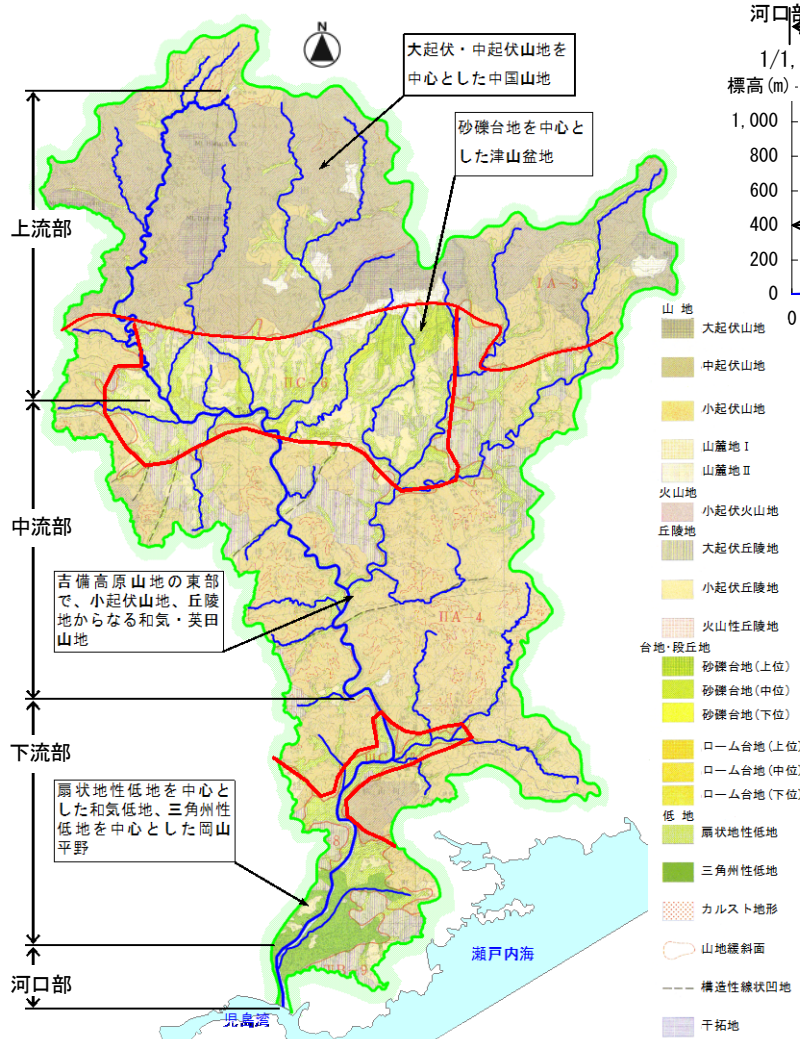 N
大起伏・中起伏山地を
中心とした中国山地
砂礫台地を中心と
した津山盆地
上流部
中流部
吉備高原山地の東部
で、小起伏山地、丘陵
地からなる和気・英田
山地
下流部
扇状地性低地を中心と
した和気低地、三角州性
低地を中心とした岡山
平野
河口部
ⅠA-3
ⅡC-6
ⅡA-4
瀬戸内海
児島湾
河口部
1/1,
標高(m)
1,000
800
600
400
200
0
0
山 地
大起伏山地
中起伏山地
小起伏山地
山麓地Ⅰ
山麓地Ⅱ
火山地
小起伏火山地
丘陵地
大起伏丘陵地
小起伏丘陵地
火山性丘陵地
台地・段丘地
砂礫台地(上位)
砂礫台地(中位)
砂礫台地(下位)
ローム台地(上位)
ローム台地(中位)
ローム台地(下位)
低 地
扇状地性低地
三角州性低地
カルスト地形
山地緩斜面
構造性線状凹地
干拓地